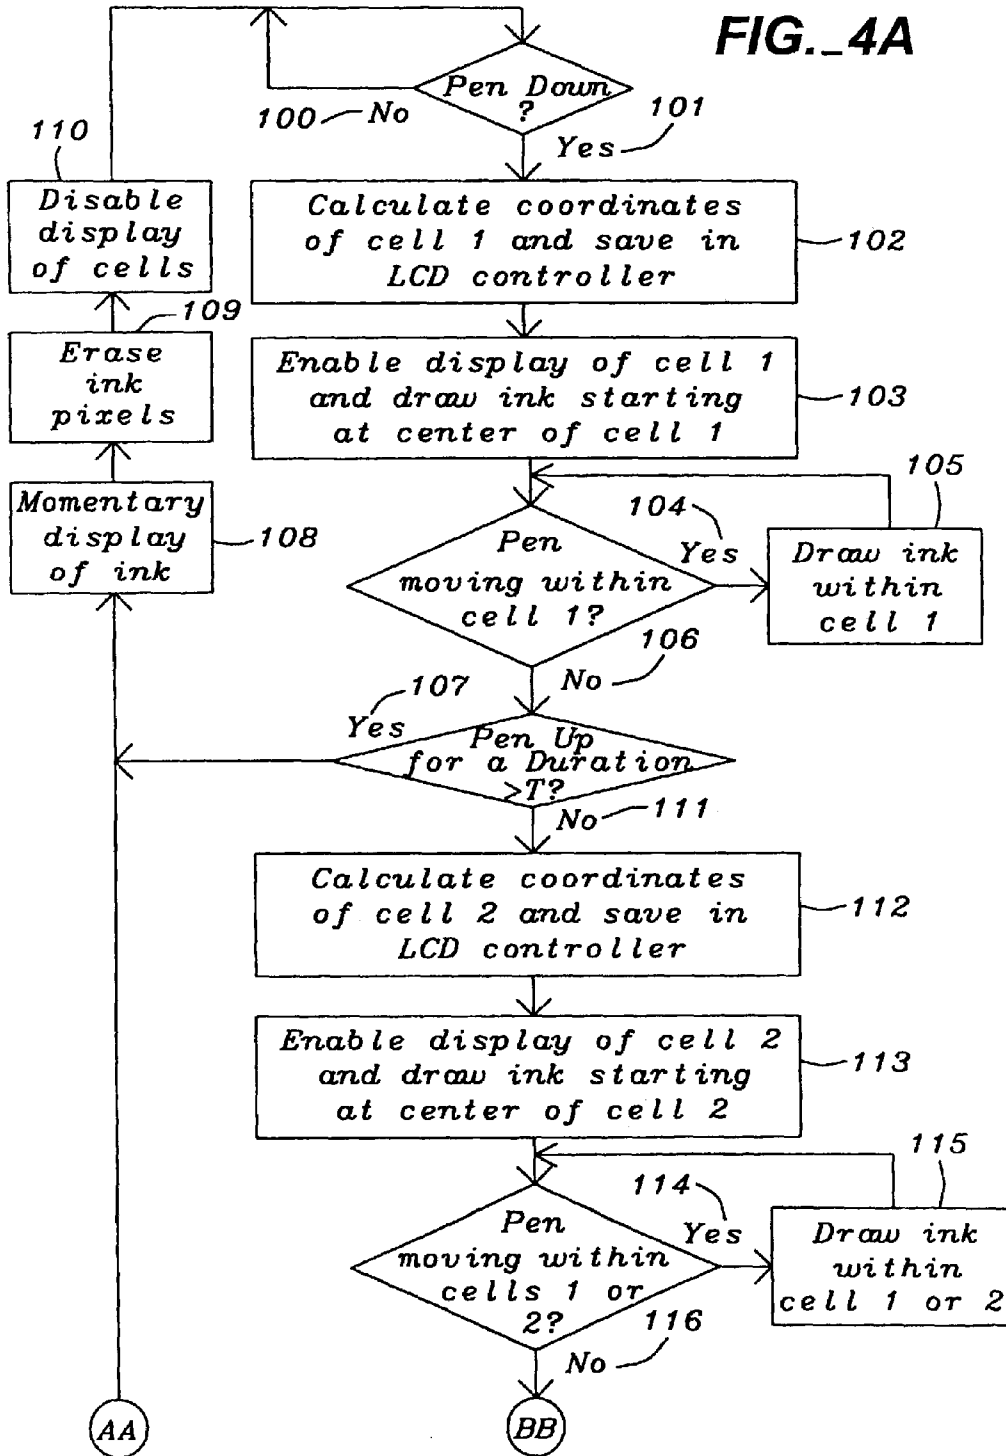 FIG._4A
Pen Down
?
100
No
101
Yes
110
Disable
display
of cells
Calculate coordinates
of cell 1 and save in
LCD controller
102
109
Erase
ink
pixels
Enable display of cell 1
and draw ink starting
at center of cell 1
103
Momentary
display
of ink
108
Pen
moving within
cell 1?
104
Yes
105
Draw ink
within
cell 1
106
No
107
Yes
Pen Up
for a Duration
>T?
No
111
Calculate coordinates
of cell 2 and save in
LCD controller
112
Enable display of cell 2
and draw ink starting
at center of cell 2
113
Pen
moving within
cells 1 or
2?
114
Yes
115
Draw ink
within
cell 1 or 2
116
No
AA
BB